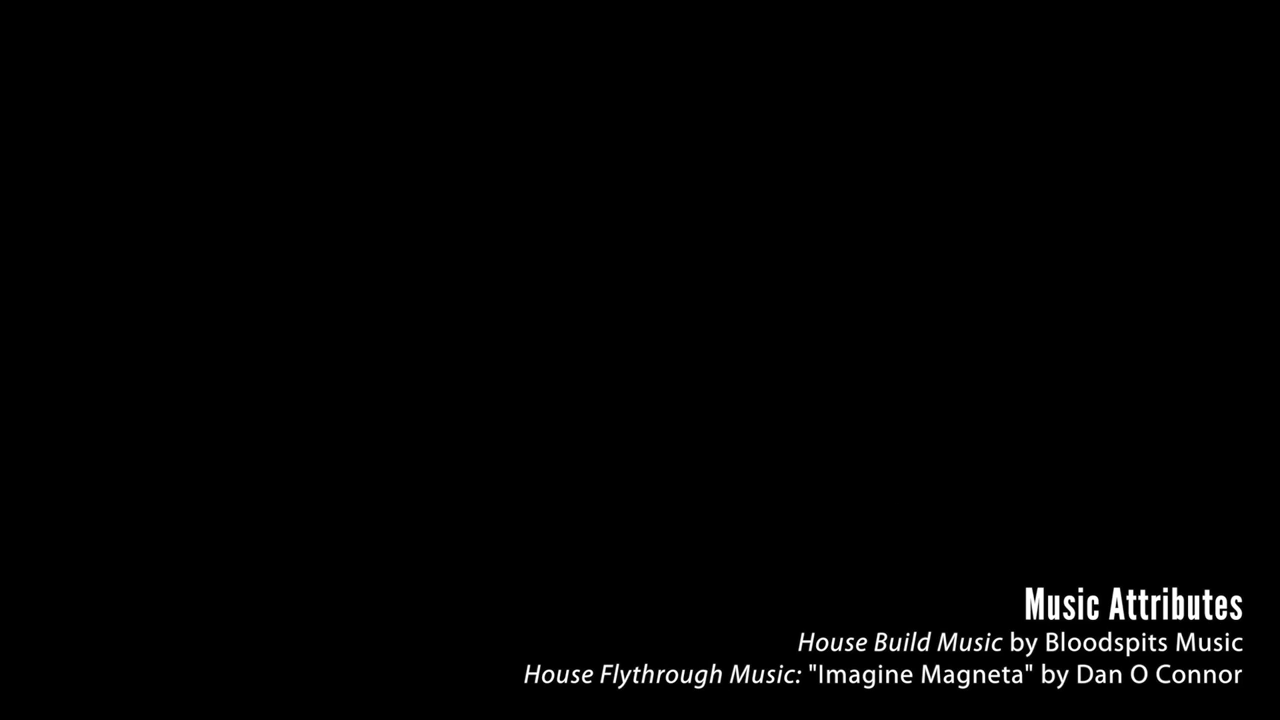 Music Attributes
House Build Music by Bloodspits Music
House Flythrough Music: "Imagine Magneta" by Dan O Connor